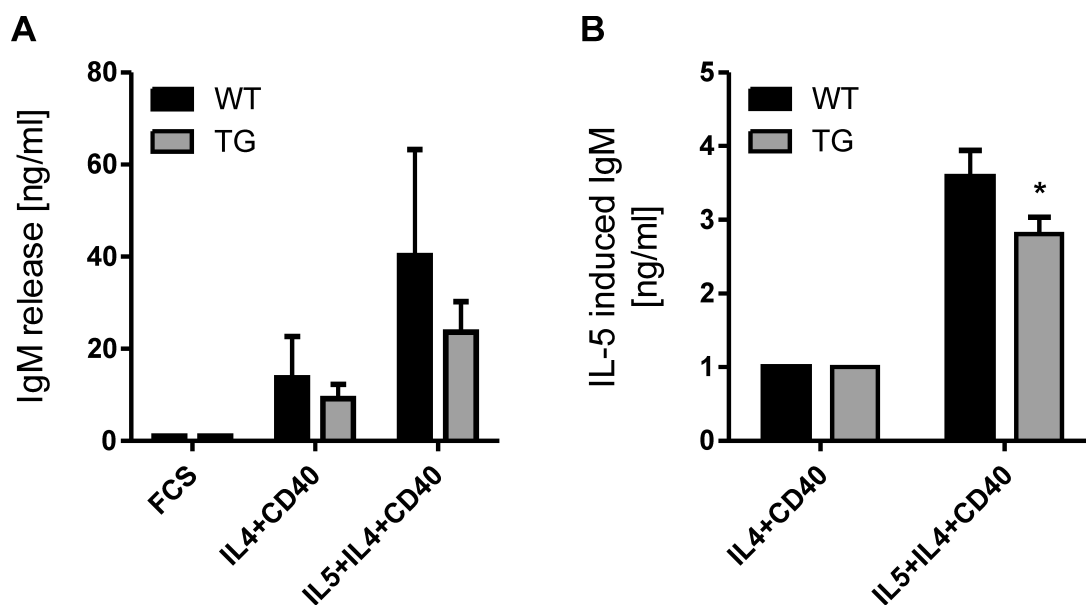 A
IgM release [ng/ml]
80
60
40
20
0
WT
TG
FCS
IL4+CD40
IL5+IL4+CD40
B
IL-5 induced IgM
[ng/ml]
5
4
3
2
1
0
WT
TG
*
IL4+CD40
IL5+IL4+CD40